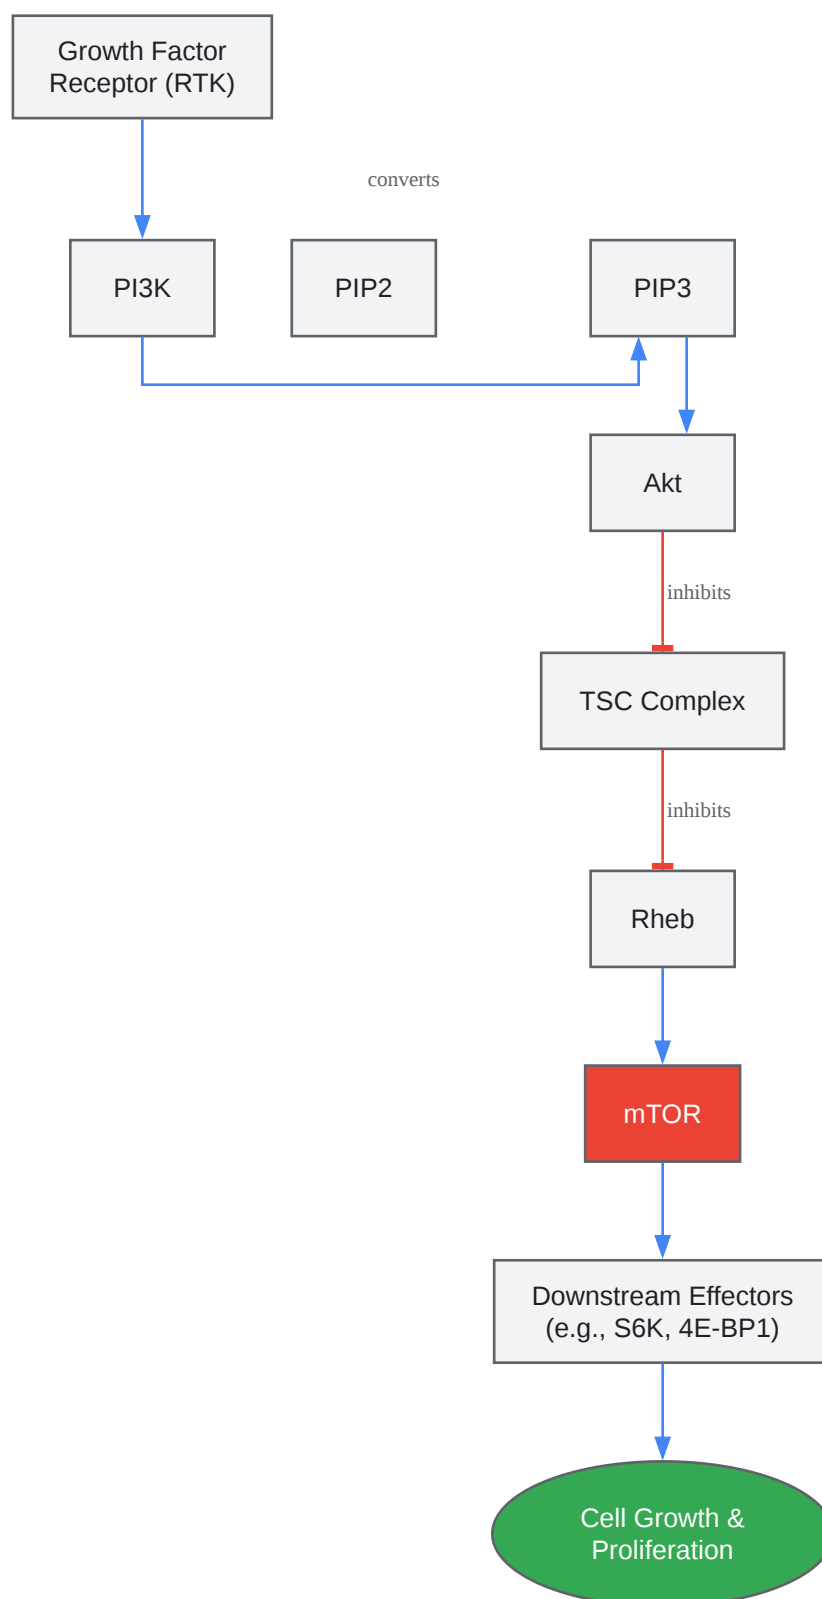 Growth Factor
Receptor (RTK)
converts
PI3K
PIP2
PIP3
Akt
inhibits
TSC Complex
inhibits
Rheb
mTOR
Downstream Effectors
(e.g., S6K, 4E-BP1)
Cell Growth &
Proliferation